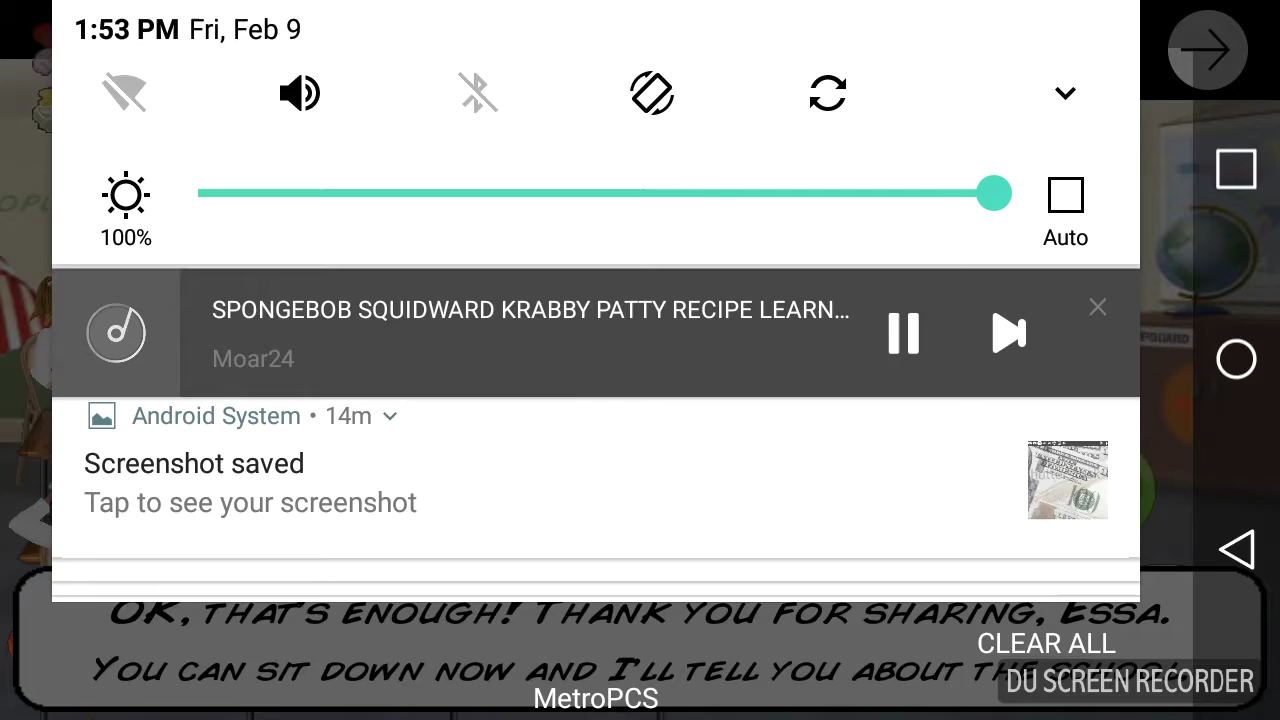 1:53 PM Fri, Feb 9
100%
Auto
SPONGEBOB SQUIDWARD KRABBY PATTY RECIPE LEARN...
Moar24
Android System • 14m
Screenshot saved
Tap to see your screenshot
OK, THAT'S ENOUGH! THANK YOU FOR SHARING, ESSA.
CLEAR ALL
YOU CAN SIT DOWN NOW AND I'LL TELL YOU ABOUT THE
DU SCREEN RECORDER
MetroPCS